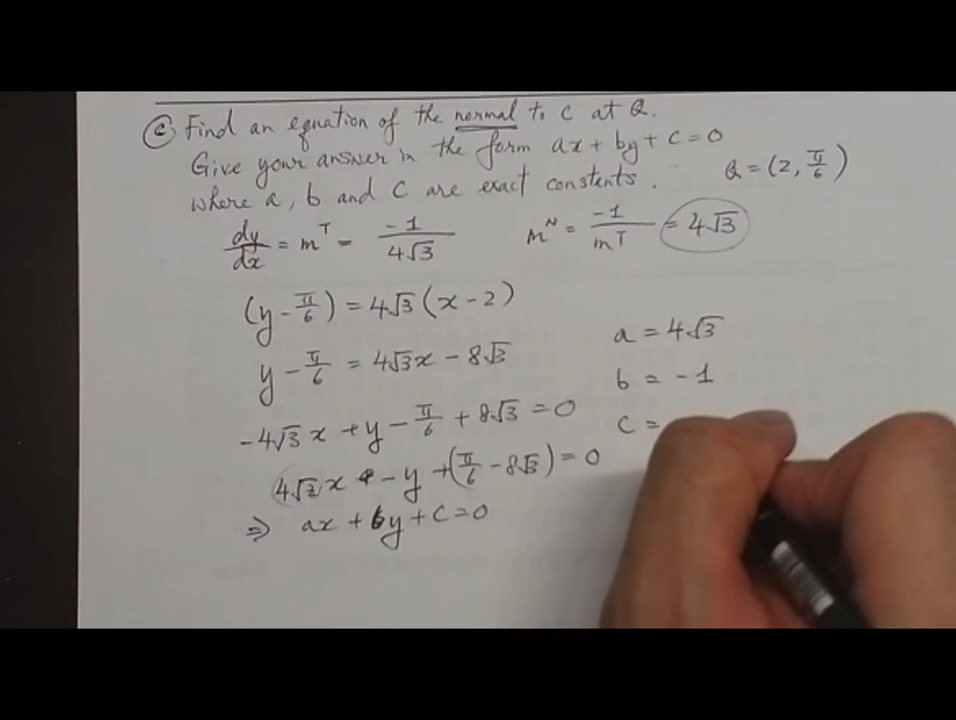 (c) Find an equation of the normal to C at Q.
Give your answer in the form ax + by + c = 0
where a, b and c are exact constants. Q = (2, π/6)
dy/dx = m^T = -1/4√3 m^N = -1/m^T = 4√3
(y - π/6) = 4√3 (x - 2)
y - π/6 = 4√3x - 8√3
-4√3 x + y - π/6 + 8√3 = 0
4√3 x - y + (π/6 - 8√3) = 0
⇒ ax + by + c = 0
a = 4√3
b = -1
c =